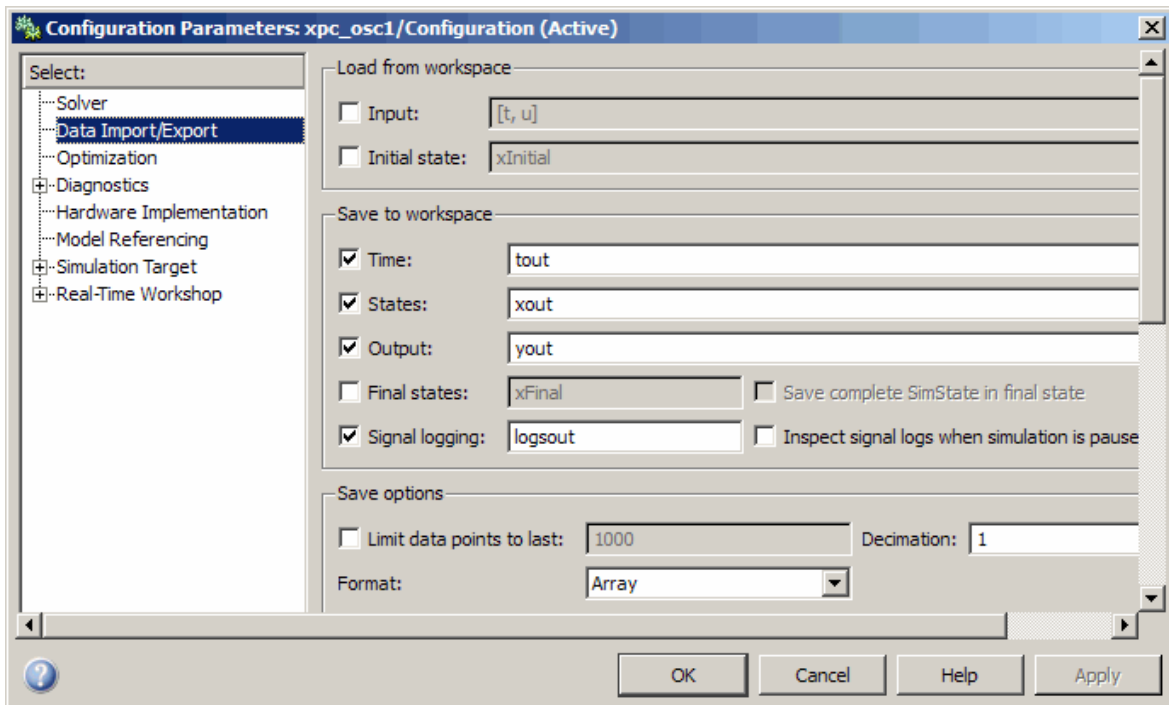 Configuration Parameters: xpc_osc1/Configuration (Active)
Select:
Solver
Data Import/Export
Optimization
Diagnostics
Hardware Implementation
Model Referencing
Simulation Target
Real-Time Workshop
Load from workspace
Input: [t, u]
Initial state: xInitial
Save to workspace
Time: tout
States: xout
Output: yout
Final states: xFinal Save complete SimState in final state
Signal logging: logsout Inspect signal logs when simulation is pause
Save options
Limit data points to last: 1000 Decimation: 1
Format: Array
? OK Cancel Help Apply